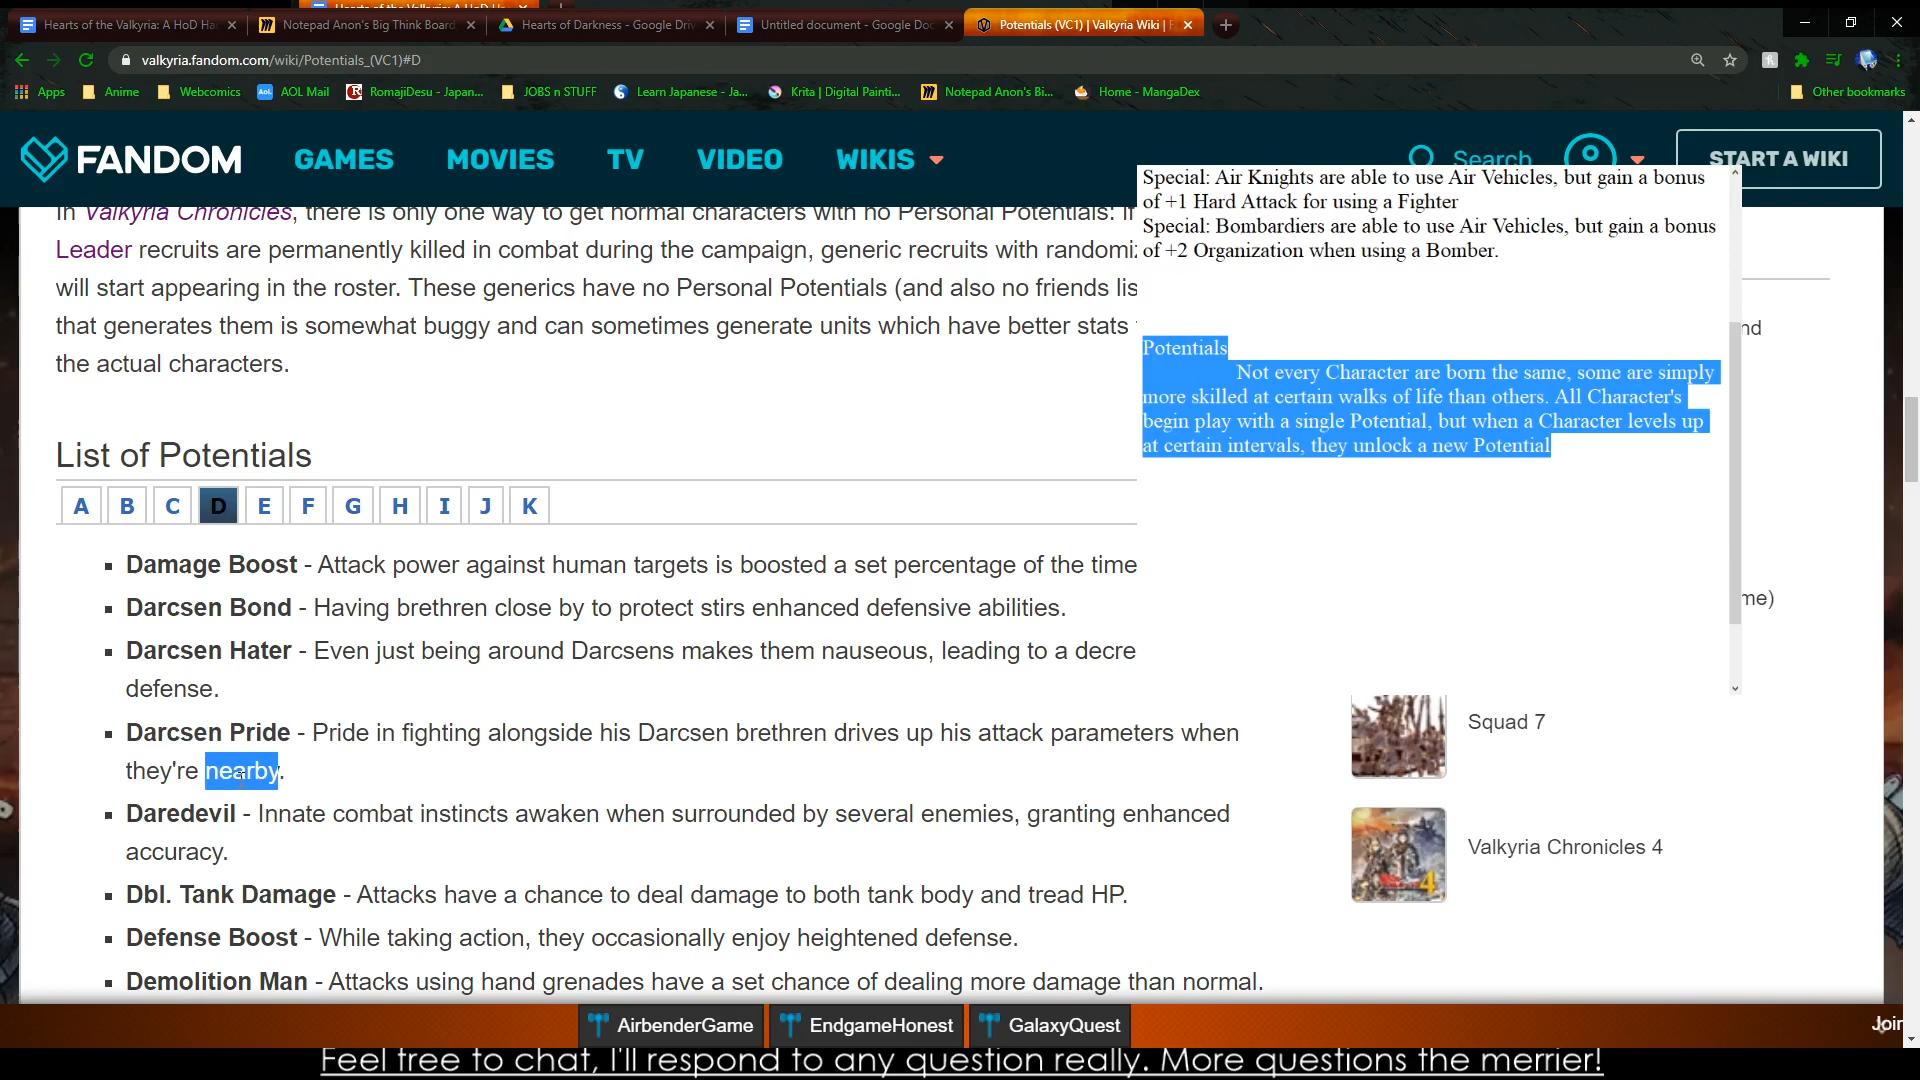 Hearts of the Valkyria: A HoD Ha
Hearts of the Valkyria: A HoD Ha
Notepad Anon's Big Think Board
Hearts of Darkness - Google Driv
Untitled document - Google Doc
Potentials (VC1) | Valkyria Wiki | F
valkyria.fandom.com/wiki/Potentials_(VC1)#D
Apps
Anime
Webcomics
AOL Mail
RomajiDesu - Japan...
JOBS n STUFF
Learn Japanese - Ja...
Krita | Digital Painti...
Notepad Anon's Bi...
Home - MangaDex
Other bookmarks
FANDOM
GAMES
MOVIES
TV
VIDEO
WIKIS
Search
START A WIKI
In Valkyria Chronicles, there is only one way to get normal characters with no Personal Potentials: If
Leader recruits are permanently killed in combat during the campaign, generic recruits with randomiz
will start appearing in the roster. These generics have no Personal Potentials (and also no friends lis
that generates them is somewhat buggy and can sometimes generate units which have better stats
the actual characters.
Special: Air Knights are able to use Air Vehicles, but gain a bonus
of +1 Hard Attack for using a Fighter
Special: Bombardiers are able to use Air Vehicles, but gain a bonus
of +2 Organization when using a Bomber.
Potentials
Not every Character are born the same, some are simply
more skilled at certain walks of life than others. All Character's
begin play with a single Potential, but when a Character levels up
at certain intervals, they unlock a new Potential
nd
me)
List of Potentials
A B C D E F G H I J K
Damage Boost - Attack power against human targets is boosted a set percentage of the time
Darcsen Bond - Having brethren close by to protect stirs enhanced defensive abilities.
Darcsen Hater - Even just being around Darcsens makes them nauseous, leading to a decre
defense.
Darcsen Pride - Pride in fighting alongside his Darcsen brethren drives up his attack parameters when
they're nearby.
Daredevil - Innate combat instincts awaken when surrounded by several enemies, granting enhanced
accuracy.
Dbl. Tank Damage - Attacks have a chance to deal damage to both tank body and tread HP.
Defense Boost - While taking action, they occasionally enjoy heightened defense.
Demolition Man - Attacks using hand grenades have a set chance of dealing more damage than normal.
Squad 7
Valkyria Chronicles 4
AirbenderGame
EndgameHonest
GalaxyQuest
Join
Feel free to chat, I'll respond to any question really. More questions the merrier!